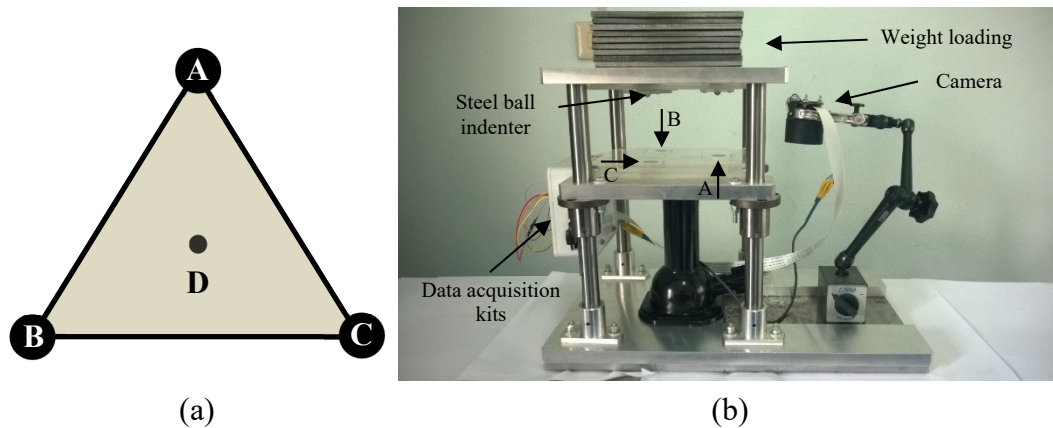 A
B
C
D
(a)
Weight loading
Camera
Steel ball
indenter
B
C
A
Data acquisition
kits
(b)